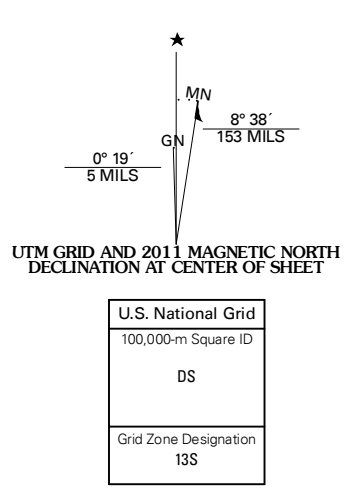 MN
8° 38´
153 MILS
GN
0° 19´
5 MILS
UTM GRID AND 2011 MAGNETIC NORTH
DECLINATION AT CENTER OF SHEET
U.S. National Grid
100,000-m Square ID
DS
Grid Zone Designation
13S